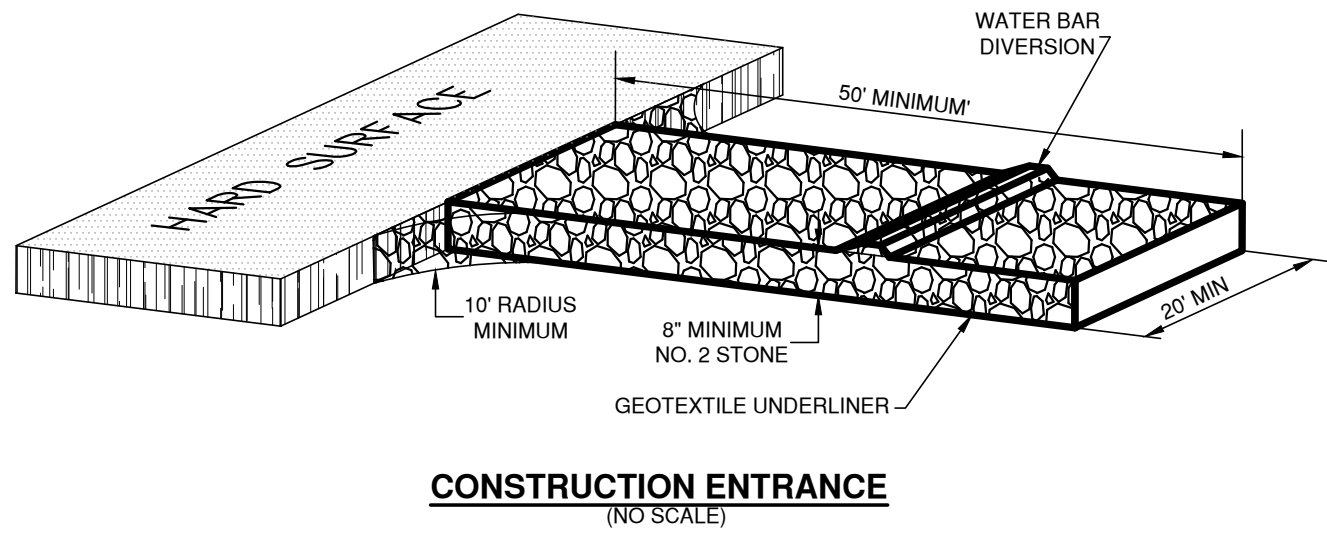 WATER BAR
DIVERSION
50' MINIMUM'
HARD SURFACE
20' MIN
10' RADIUS
MINIMUM
8" MINIMUM
NO. 2 STONE
GEOTEXTILE UNDERLINER
CONSTRUCTION ENTRANCE
(NO SCALE)